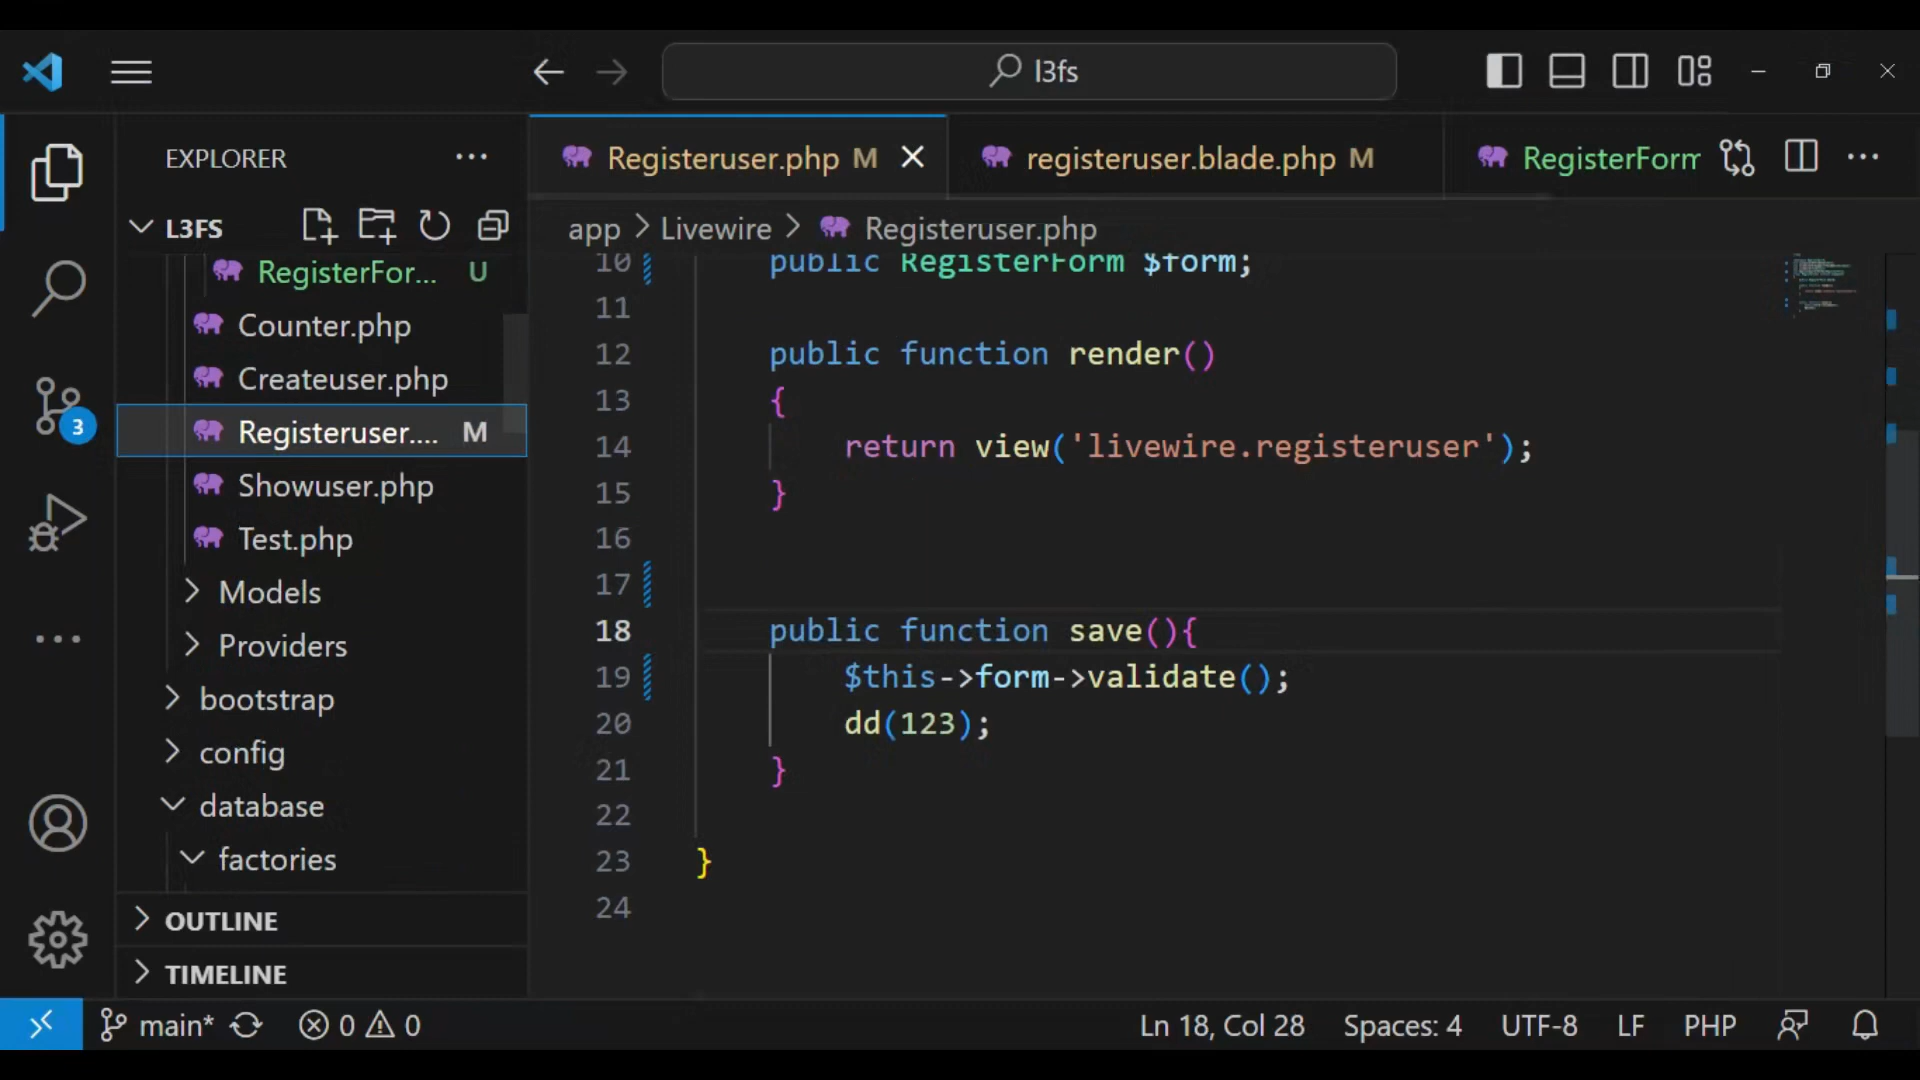 l3fs
EXPLORER
Registeruser.php M
registeruser.blade.php M
RegisterForm
L3FS
app > Livewire > Registeruser.php
RegisterFor... U
Counter.php
Createuser.php
Registeruser.... M
Showuser.php
Test.php
Models
Providers
bootstrap
config
database
factories
OUTLINE
TIMELINE
3
10 public RegisterForm $form;
11
12 public function render()
13 {
14 return view('livewire.registeruser');
15 }
16
17
18 public function save(){
19 $this->form->validate();
20 dd(123);
21 }
22
23 }
24
main* 0 0 Ln 18, Col 28 Spaces: 4 UTF-8 LF PHP